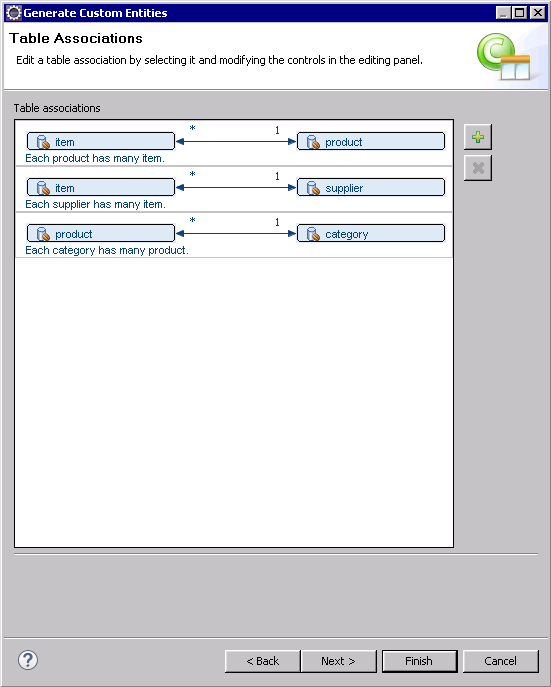 Generate Custom Entities
Table Associations
Edit a table association by selecting it and modifying the controls in the editing panel.
Table associations
item * 1 product
Each product has many item.
item * 1 supplier
Each supplier has many item.
product * 1 category
Each category has many product.
? < Back Next > Finish Cancel